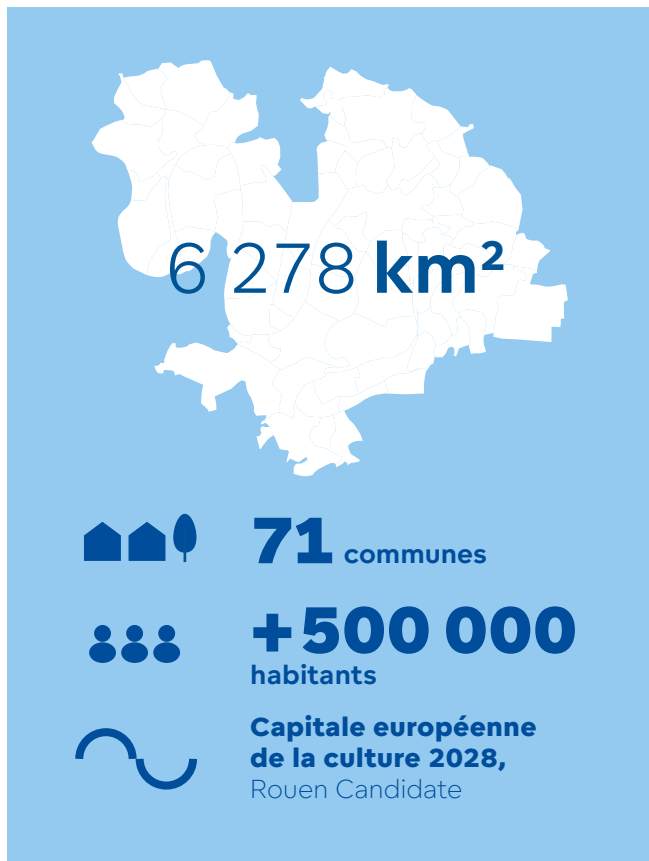 6 278 km²
71 communes
+500 000
habitants
Capitale européenne
de la culture 2028,
Rouen Candidate